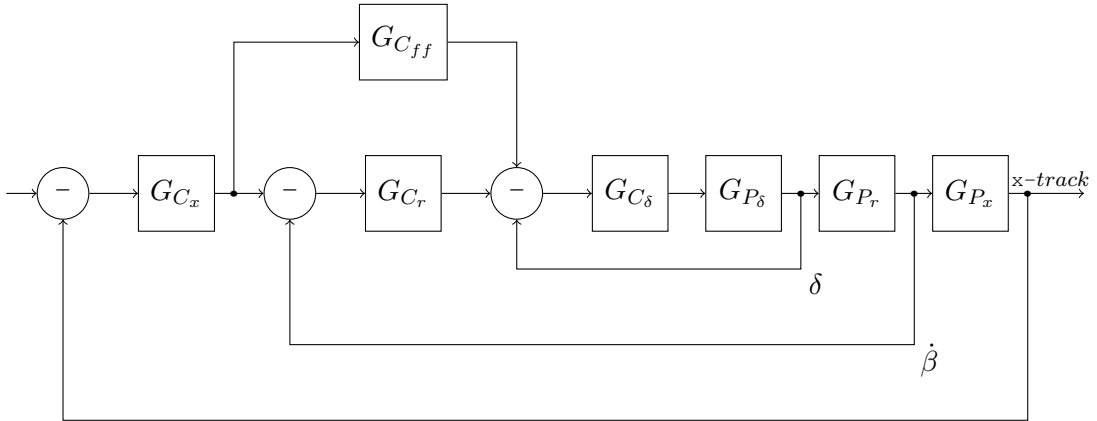 G_{C_{ff}}
x-track
− G_{C_x} − G_{C_r} − G_{C_δ} G_{P_δ} G_{P_r} G_{P_x}
δ
β̇